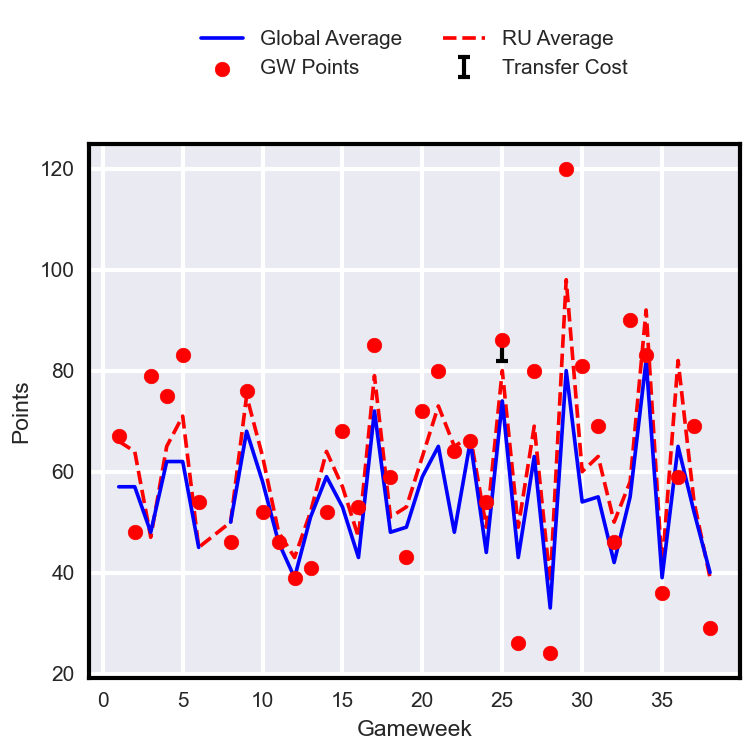 Global Average
RU Average
GW Points
Transfer Cost
120
100
80
60
40
20
Points
0 5 10 15 20 25 30 35
Gameweek